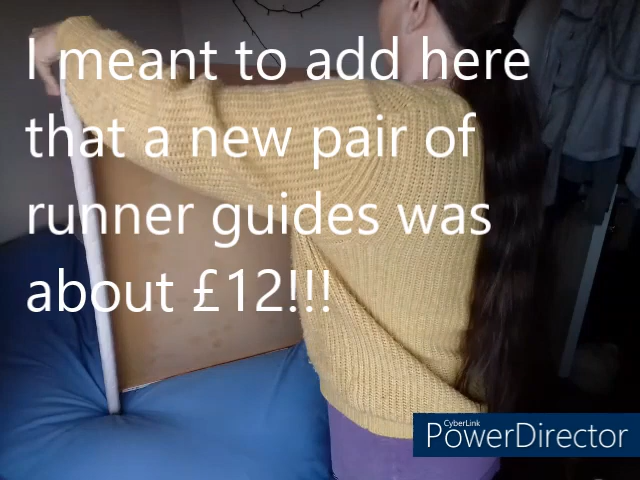 I meant to add here
that a new pair of
runner guides was
about £12!!!
CyberLink
PowerDirector